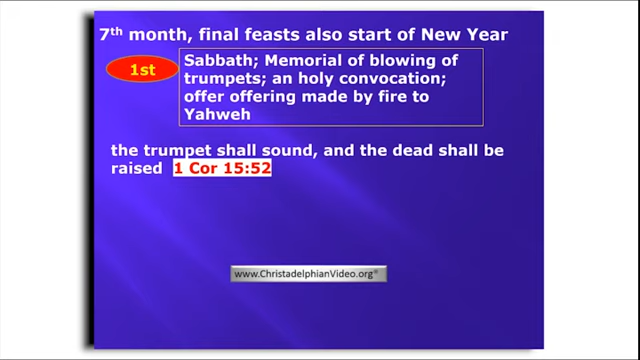 7th month, final feasts also start of New Year
1st
Sabbath; Memorial of blowing of
trumpets; an holy convocation;
offer offering made by fire to
Yahweh
the trumpet shall sound, and the dead shall be
raised 1 Cor 15:52
www.ChristadelphianVideo.org®